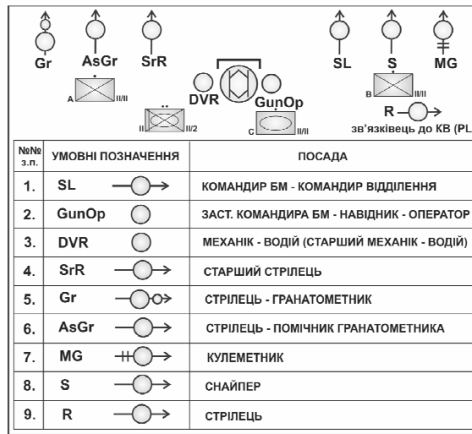 Gr AsGr SrR SL S MG
A II/II B II/II
DVR GunOp R
II II/2 C II/II зв'язківець до КВ (PL
№№ з.п. УМОВНІ ПОЗНАЧЕННЯ ПОСАДА
1. SL КОМАНДИР БМ - КОМАНДИР ВІДДІЛЕННЯ
2. GunOp ЗАСТ. КОМАНДИРА БМ - НАВІДНИК - ОПЕРАТОР
3. DVR МЕХАНІК - ВОДІЙ (СТАРШИЙ МЕХАНІК - ВОДІЙ)
4. SrR СТАРШИЙ СТРІЛЕЦЬ
5. Gr СТРІЛЕЦЬ - ГРАНАТОМЕТНИК
6. AsGr СТРІЛЕЦЬ - ПОМІЧНИК ГРАНАТОМЕТНИКА
7. MG КУЛЕМЕТНИК
8. S СНАЙПЕР
9. R СТРІЛЕЦЬ